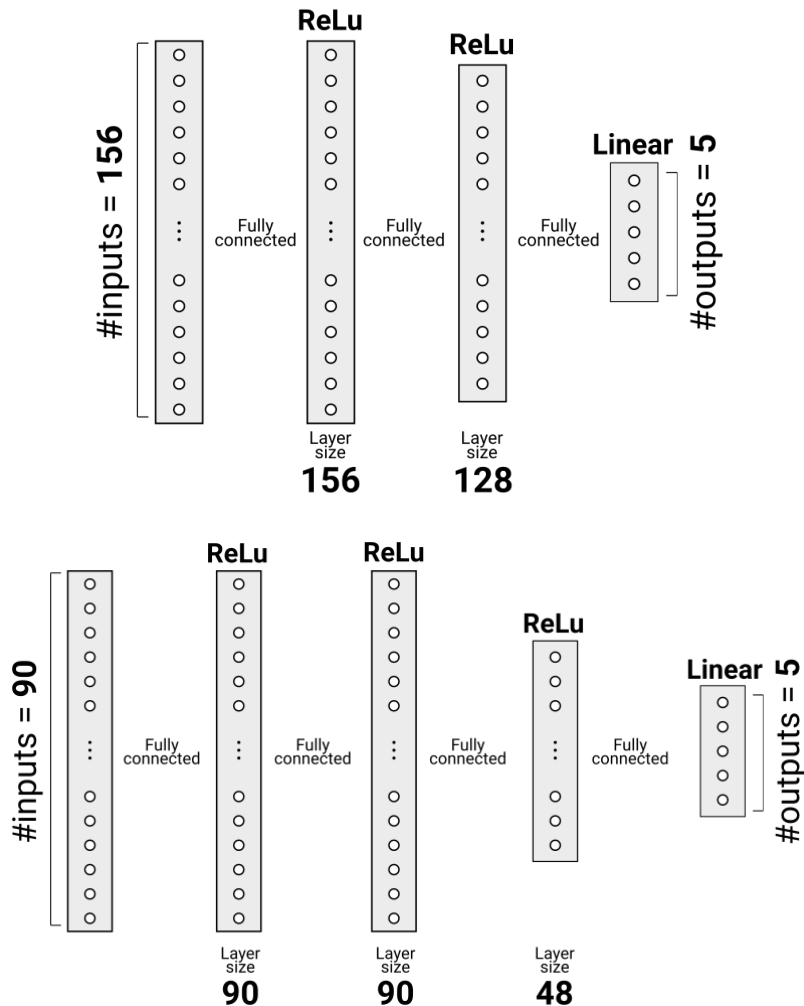 ReLu
ReLu
Linear
#inputs = 156
Fully
connected
Fully
connected
Fully
connected
#outputs = 5
Layer
size
156
Layer
size
128
ReLu
ReLu
ReLu
Linear
#inputs = 90
Fully
connected
Fully
connected
Fully
connected
Fully
connected
#outputs = 5
Layer
size
90
Layer
size
90
Layer
size
48